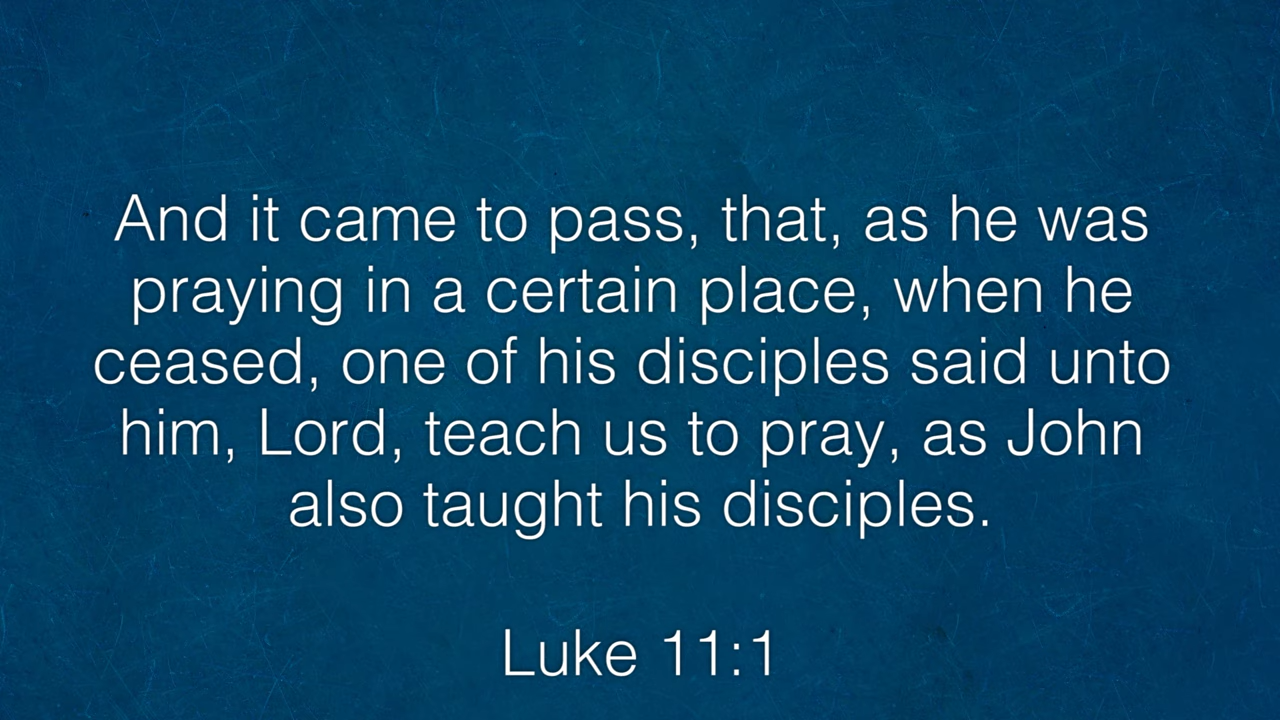 And it came to pass, that, as he was
praying in a certain place, when he
ceased, one of his disciples said unto
him, Lord, teach us to pray, as John
also taught his disciples.
Luke 11:1